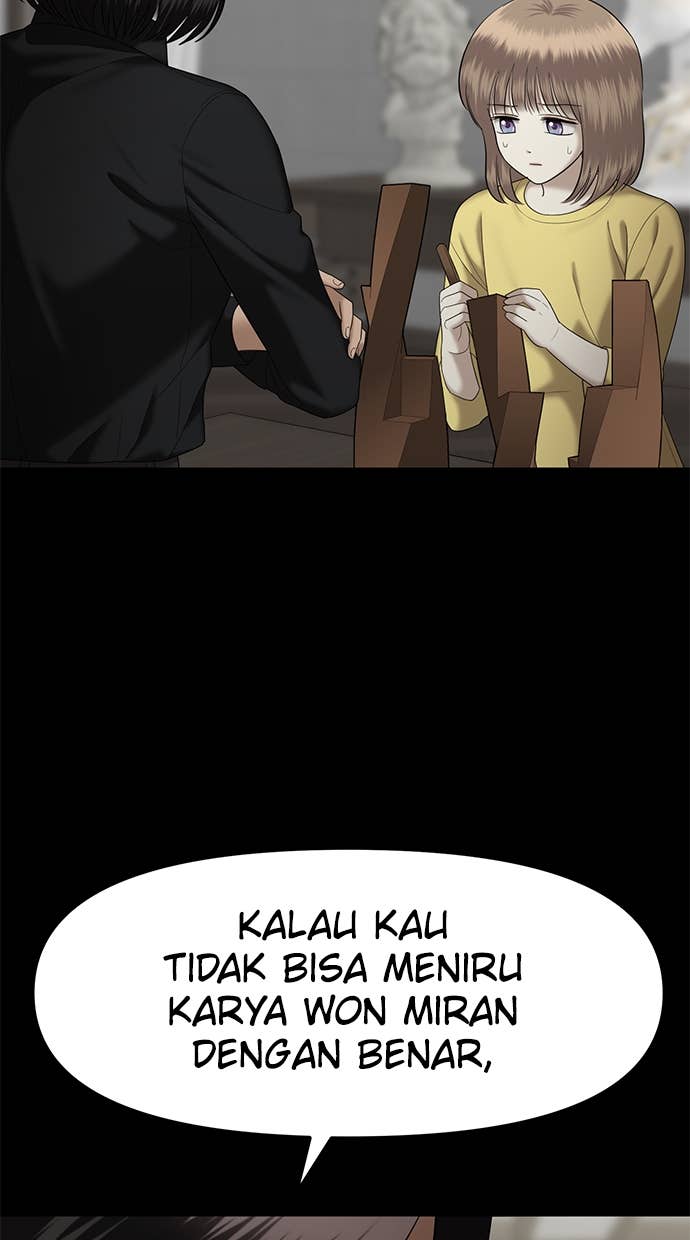 KALAU KAU
TIDAK BISA MENIRU
KARYA WON MIRAN
DENGAN BENAR,